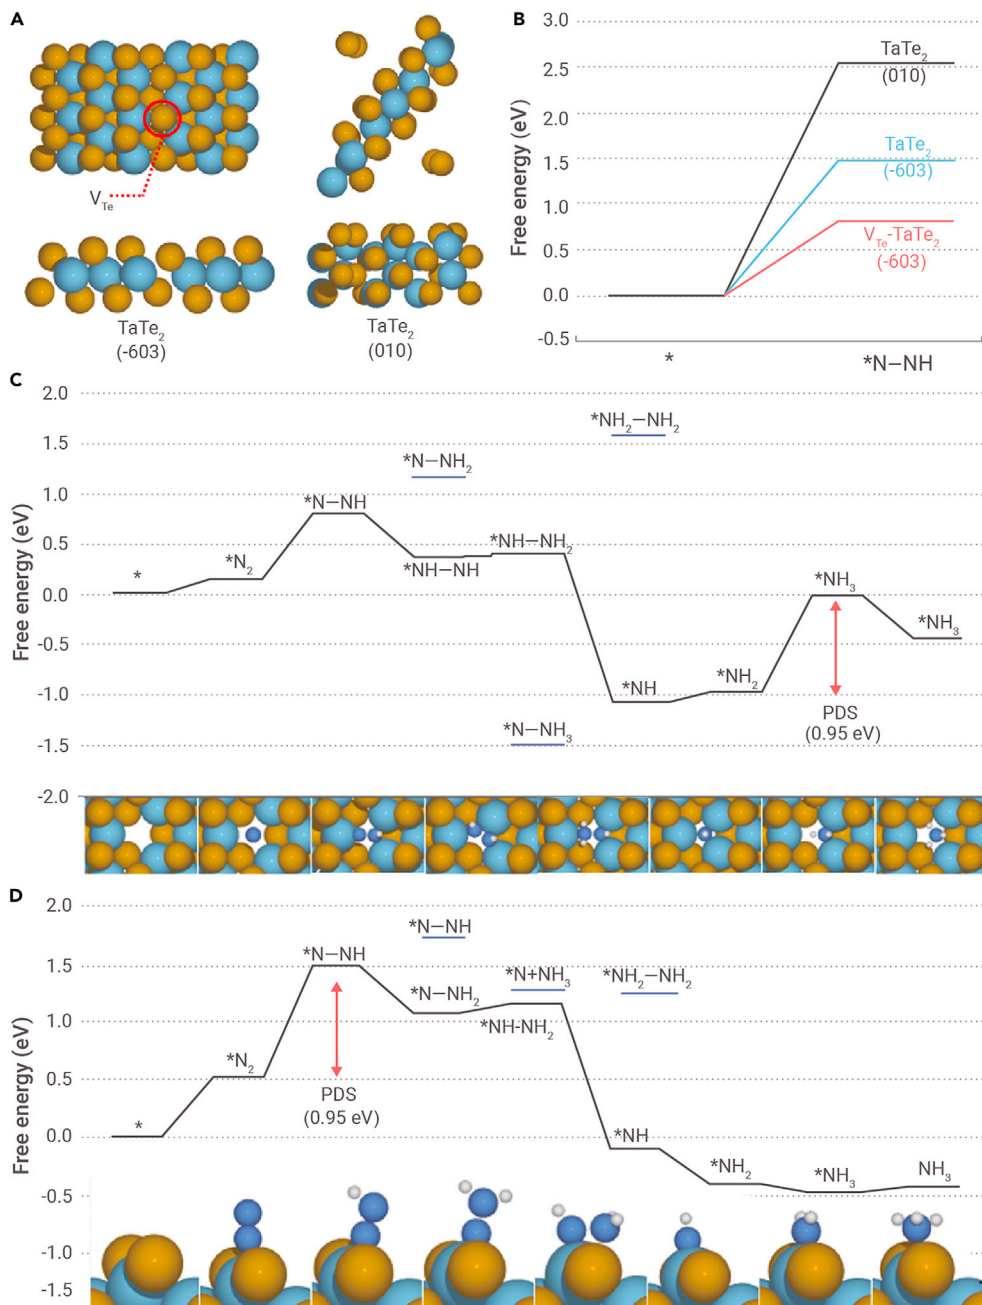 A
V_Te
TaTe₂
(-603)
TaTe₂
(010)
B
Free energy (eV)
3.0
2.5
2.0
1.5
1.0
0.5
0.0
-0.5
TaTe₂
(010)
TaTe₂
(-603)
V_Te-TaTe₂
(-603)
*
*N—NH
C
Free energy (eV)
2.0
1.5
1.0
0.5
0.0
-0.5
-1.0
-1.5
-2.0
*
*N₂
*N—NH
*N—NH₂
*NH—NH
*NH—NH₂
*NH₂—NH₂
*N—NH₃
*NH
*NH₂
*NH₃
PDS
(0.95 eV)
*NH₃
D
Free energy (eV)
2.0
1.5
1.0
0.5
0.0
-0.5
-1.0
-1.5
*
*N₂
*N—NH
PDS
(0.95 eV)
*N—NH
*N—NH₂
*N+NH₃
*NH-NH₂
*NH₂—NH₂
*NH
*NH₂
*NH₃
NH₃